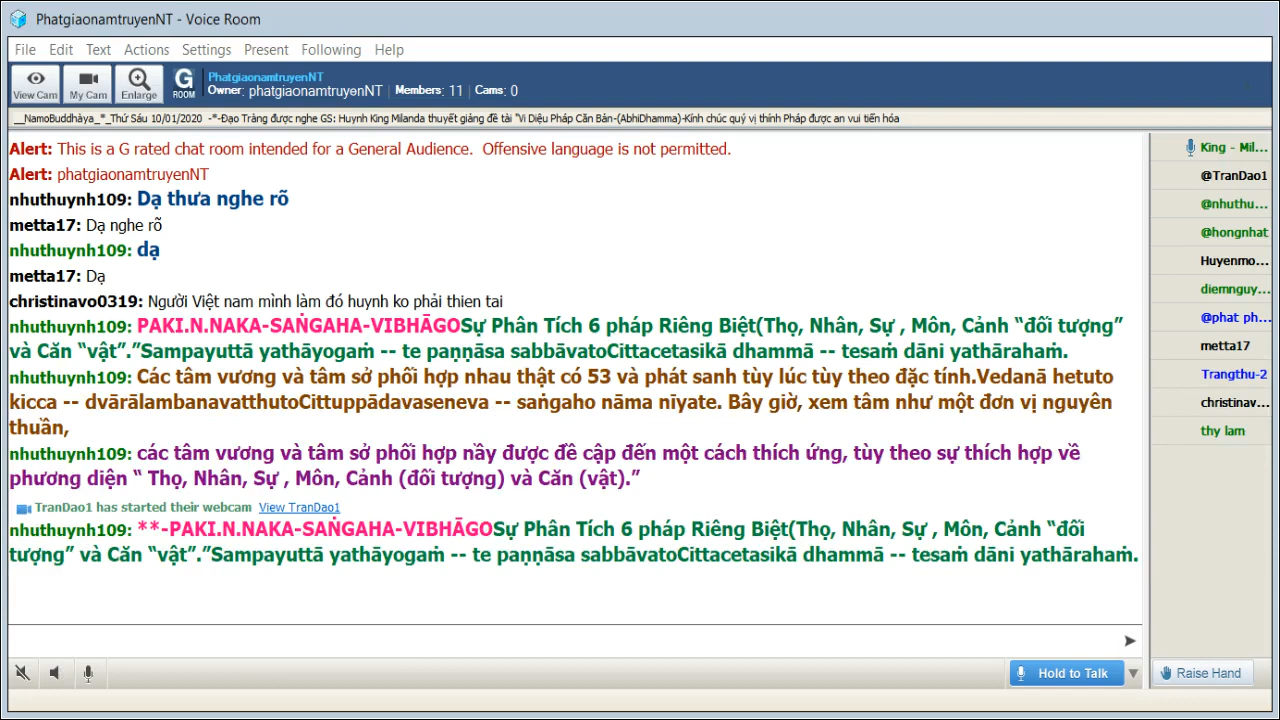 PhatgiaonamtruyenNT - Voice Room
File Edit Text Actions Settings Present Following Help
View Cam My Cam Enlarge G ROOM PhatgiaonamtruyenNT
Owner: phatgiaonamtruyenNT | Members: 11 | Cams: 0
__NamoBuddhàya_*_Thứ Sáu 10/01/2020 -*-Đạo Tràng được nghe GS: Huynh King Milanda thuyết giảng đề tài "Vi Diệu Pháp Căn Bản-(AbhiDhamma)-Kính chúc quý vị thính Pháp được an vui tiến hóa
Alert: This is a G rated chat room intended for a General Audience. Offensive language is not permitted.
Alert: phatgiaonamtruyenNT
nhuthuynh109: Dạ thưa nghe rõ
metta17: Dạ nghe rõ
nhuthuynh109: dạ
metta17: Dạ
christinavo0319: Người Việt nam mình làm đó huynh ko phải thien tai
nhuthuynh109: PAKI.N.NAKA-SAṄGAHA-VIBHĀGOSự Phân Tích 6 pháp Riêng Biệt(Thọ, Nhân, Sự , Môn, Cảnh “đối tượng”
và Căn “vật”.”Sampayuttā yathāyogaṁ -- te paṇṇāsa sabbāvatoCittacetasikā dhammā -- tesaṁ dāni yathārahaṁ.
nhuthuynh109: Các tâm vương và tâm sở phối hợp nhau thật có 53 và phát sanh tùy lúc tùy theo đặc tính.Vedanā hetuto
kicca -- dvārālambanavatthutoCittuppādavaseneva -- saṅgaho nāma nīyate. Bây giờ, xem tâm như một đơn vị nguyên
thuần,
nhuthuynh109: các tâm vương và tâm sở phối hợp nầy được đề cập đến một cách thích ứng, tùy theo sự thích hợp về
phương diện “ Thọ, Nhân, Sự , Môn, Cảnh (đối tượng) và Căn (vật).”
TranDao1 has started their webcam View TranDao1
nhuthuynh109: **-PAKI.N.NAKA-SAṄGAHA-VIBHĀGOSự Phân Tích 6 pháp Riêng Biệt(Thọ, Nhân, Sự , Môn, Cảnh “đối
tượng” và Căn “vật”.”Sampayuttā yathāyogaṁ -- te paṇṇāsa sabbāvatoCittacetasikā dhammā -- tesaṁ dāni yathārahaṁ.
King - Mil...
@TranDao1
@nhuthu...
@hongnhat
Huyenmo...
diemnguy...
@phat ph...
metta17
Trangthu-2
christinav...
thy lam
Hold to Talk
Raise Hand